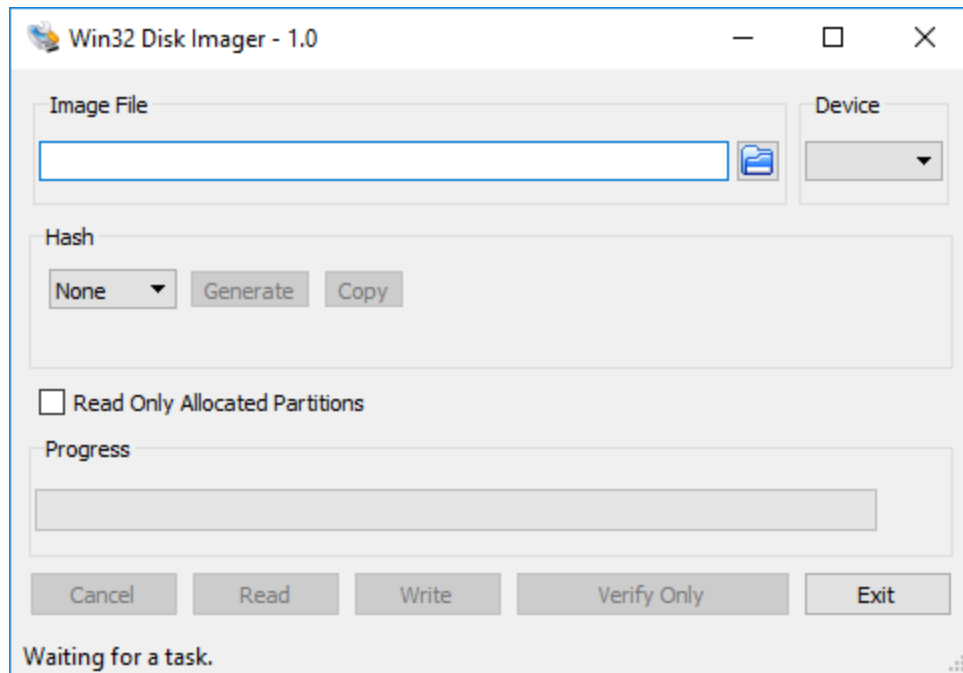 Win32 Disk Imager - 1.0
Image File
Device
Hash
None Generate Copy
Read Only Allocated Partitions
Progress
Cancel Read Write Verify Only Exit
Waiting for a task.